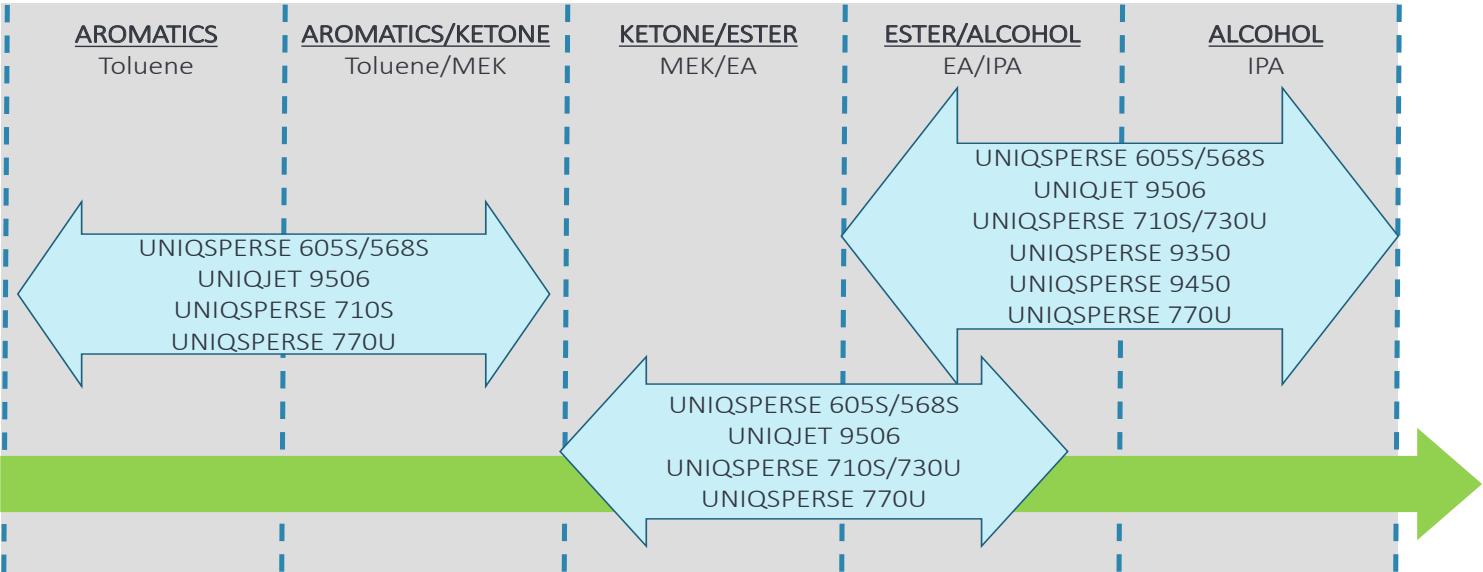 AROMATICS
Toluene
AROMATICS/KETONE
Toluene/MEK
KETONE/ESTER
MEK/EA
ESTER/ALCOHOL
EA/IPA
ALCOHOL
IPA
UNIQSPERSE 605S/568S
UNIQJET 9506
UNIQSPERSE 710S
UNIQSPERSE 770U
UNIQSPERSE 605S/568S
UNIQJET 9506
UNIQSPERSE 710S/730U
UNIQSPERSE 9350
UNIQSPERSE 9450
UNIQSPERSE 770U
UNIQSPERSE 605S/568S
UNIQJET 9506
UNIQSPERSE 710S/730U
UNIQSPERSE 770U